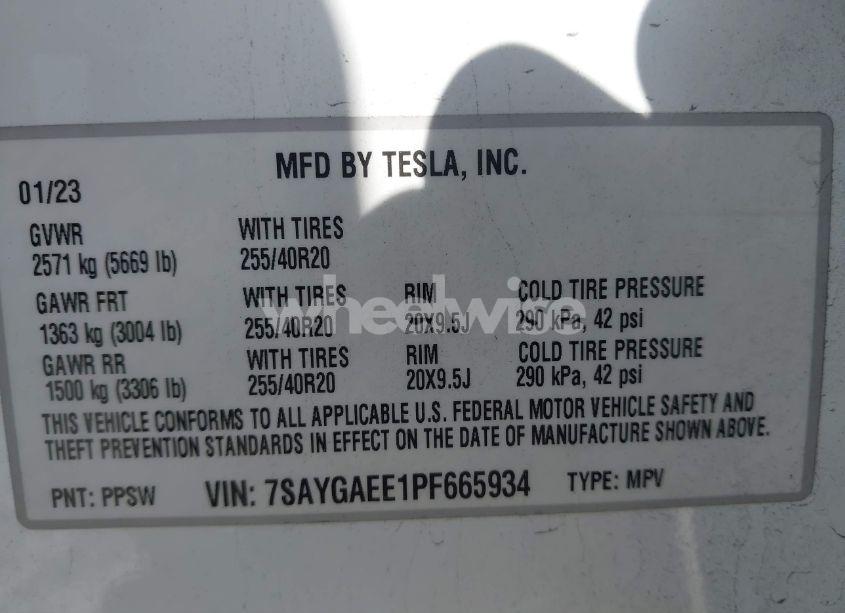 MFD BY TESLA, INC.
01/23
GVWR WITH TIRES
2571 kg (5669 lb) 255/40R20
GAWR FRT WITH TIRES RIM COLD TIRE PRESSURE
1363 kg (3004 lb) 255/40R20 20X9.5J 290 kPa, 42 psi
GAWR RR WITH TIRES RIM COLD TIRE PRESSURE
1500 kg (3306 lb) 255/40R20 20X9.5J 290 kPa, 42 psi
THIS VEHICLE CONFORMS TO ALL APPLICABLE U.S. FEDERAL MOTOR VEHICLE SAFETY AND
THEFT PREVENTION STANDARDS IN EFFECT ON THE DATE OF MANUFACTURE SHOWN ABOVE.
PNT: PPSW VIN: 7SAYGAEE1PF665934 TYPE: MPV
wheelwire